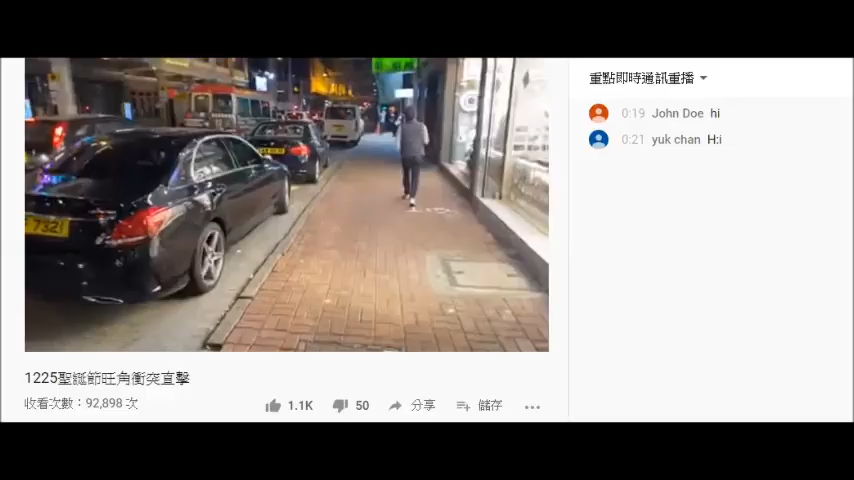 重點即時通訊重播
0:19 John Doe hi
0:21 yuk chan H:i
7321
1225聖誕節旺角衝突直擊
收看次數：92,898 次
1.1K 50 分享 儲存